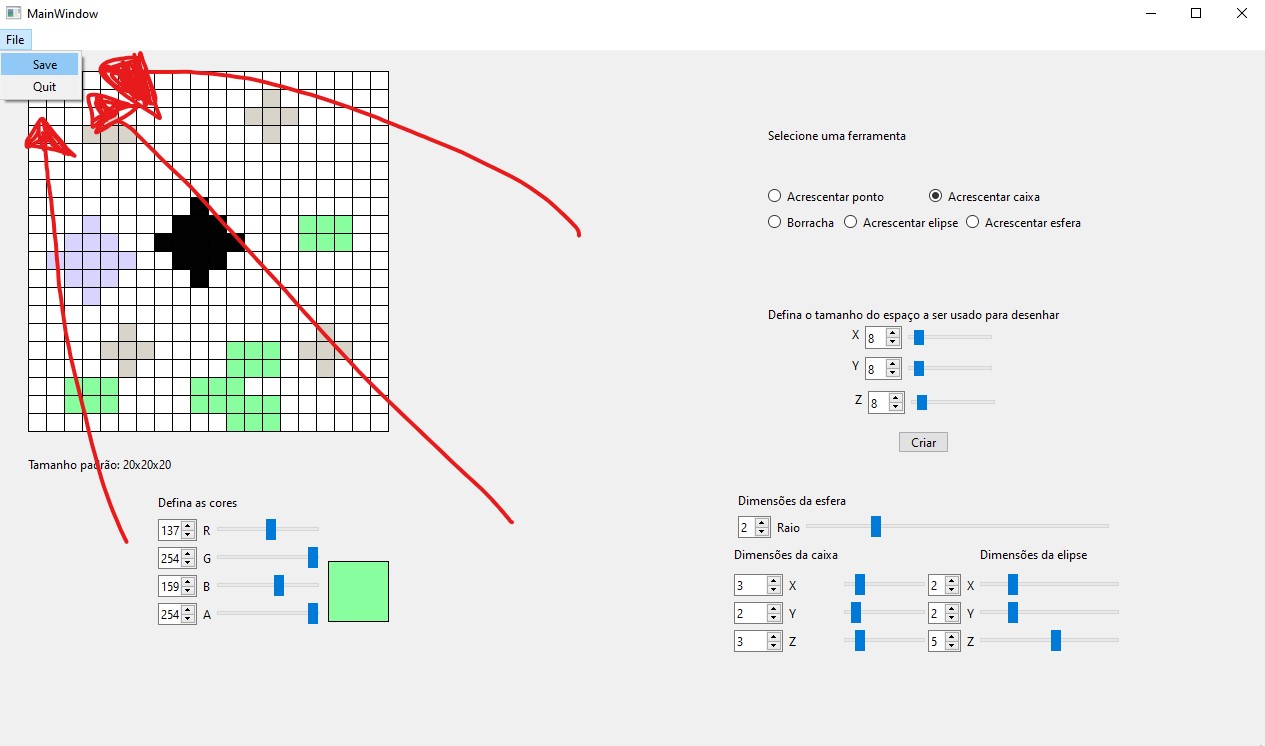 MainWindow
File
Save
Quit
Selecione uma ferramenta
Acrescentar ponto Acrescentar caixa
Borracha Acrescentar elipse Acrescentar esfera
Defina o tamanho do espaço a ser usado para desenhar
X 8
Y 8
Z 8
Criar
Tamanho padrão: 20x20x20
Defina as cores
137 R
254 G
159 B
254 A
Dimensões da esfera
2 Raio
Dimensões da caixa Dimensões da elipse
3 X 2 X
2 Y 2 Y
3 Z 5 Z